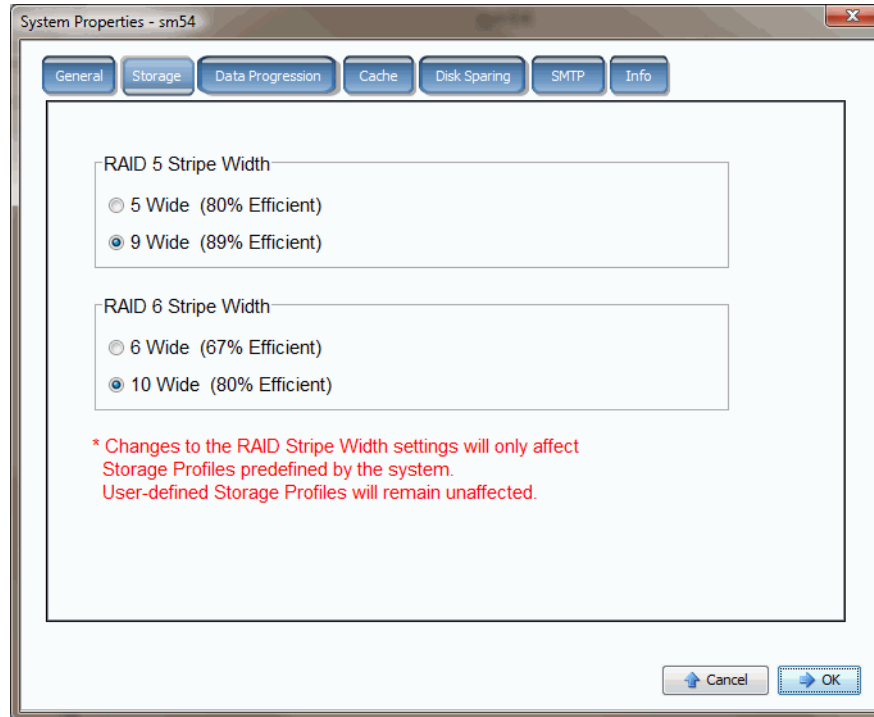 System Properties - sm54
General
Storage
Data Progression
Cache
Disk Sparing
SMTP
Info
RAID 5 Stripe Width
5 Wide (80% Efficient)
9 Wide (89% Efficient)
RAID 6 Stripe Width
6 Wide (67% Efficient)
10 Wide (80% Efficient)
* Changes to the RAID Stripe Width settings will only affect
Storage Profiles predefined by the system.
User-defined Storage Profiles will remain unaffected.
Cancel
OK